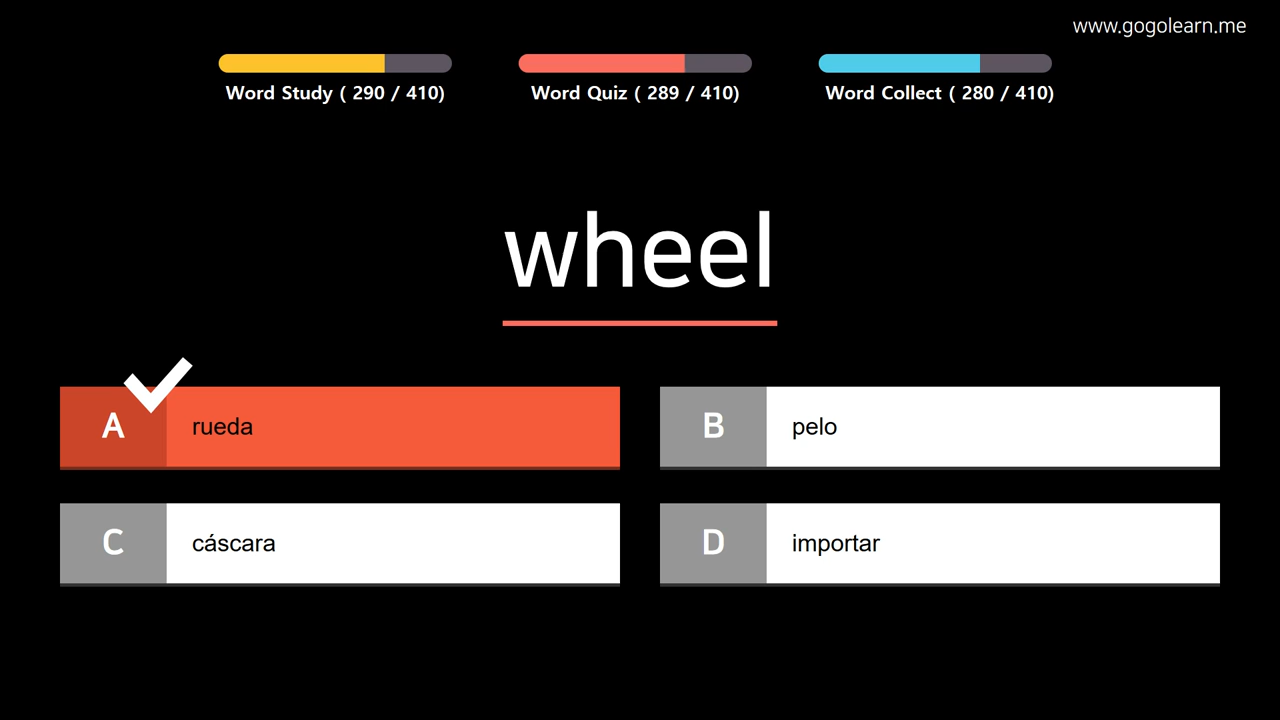 www.gogolearn.me
Word Study ( 290 / 410)
Word Quiz ( 289 / 410)
Word Collect ( 280 / 410)
wheel
A
rueda
B
pelo
C
cáscara
D
importar